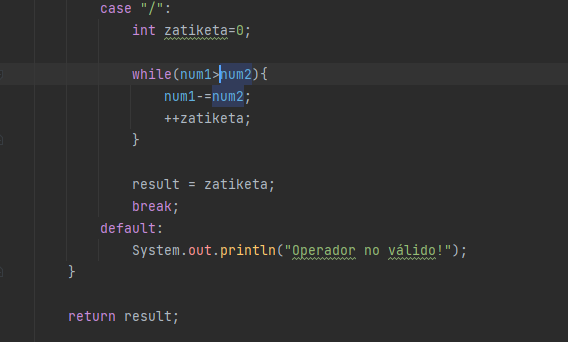 case "/":
int zatiketa=0;
while(num1>num2){
num1-=num2;
++zatiketa;
}
result = zatiketa;
break;
default:
System.out.println("Operador no válido!");
}
return result;